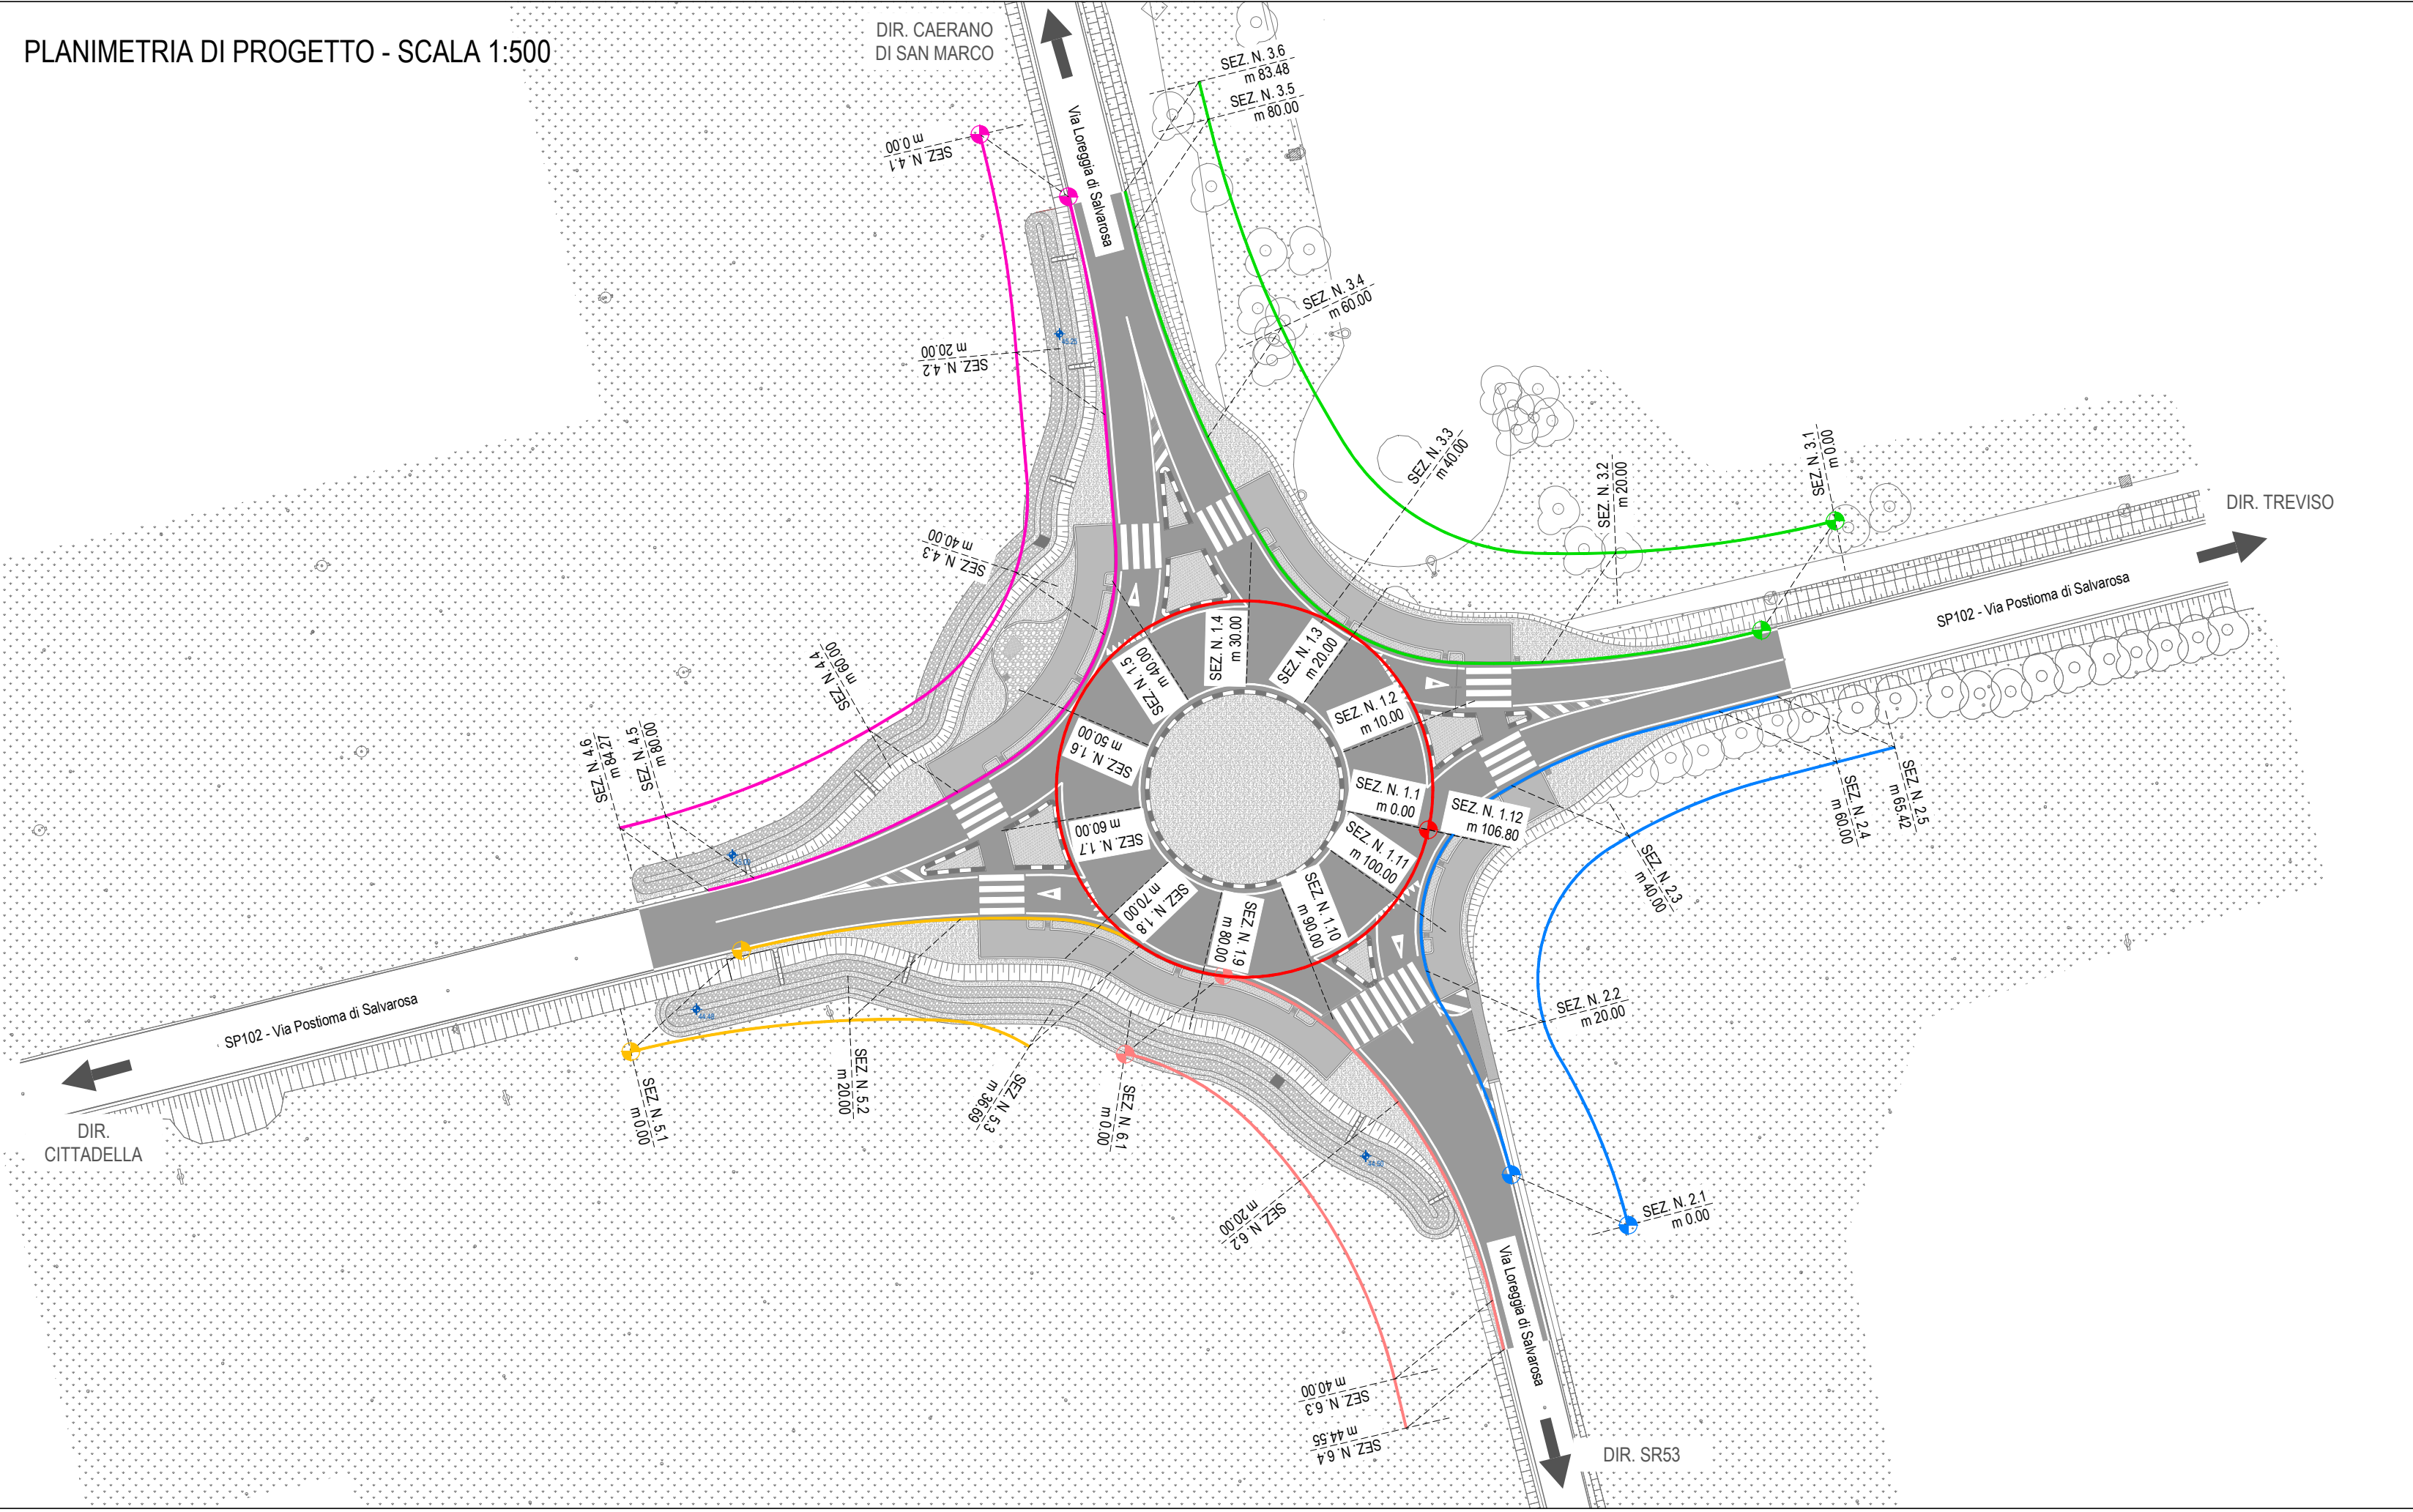 PLANIMETRIA DI PROGETTO - SCALA 1:500
DIR. CAERANO
DI SAN MARCO
SEZ. N. 3.6
m 83.48
SEZ. N. 3.5
m 80.00
Via Loreggia di Salvarosa
SEZ. N. 4.1
m 0.00
SEZ. N. 3.4
m 60.00
SEZ. N. 4.2
m 20.00
SEZ. N. 3.3
m 40.00
SEZ. N. 3.2
m 20.00
SEZ. N. 3.1
m 0.00
DIR. TREVISO
SP102 - Via Postioma di Salvarosa
SEZ. N. 4.3
m 40.00
SEZ. N. 4.4
m 60.00
SEZ. N. 4.5
m 80.00
SEZ. N. 4.6
m 84.27
SEZ. N. 1.4
m 30.00
SEZ. N. 1.3
m 20.00
SEZ. N. 1.5
m 40.00
SEZ. N. 1.2
m 10.00
SEZ. N. 1.6
m 50.00
SEZ. N. 1.1
m 0.00
SEZ. N. 1.12
m 106.80
SEZ. N. 1.7
m 60.00
SEZ. N. 1.11
m 100.00
SEZ. N. 1.8
m 70.00
SEZ. N. 1.9
m 80.00
SEZ. N. 1.10
m 90.00
SEZ. N. 2.5
m 65.42
SEZ. N. 2.4
m 60.00
SEZ. N. 2.3
m 40.00
SEZ. N. 2.2
m 20.00
SEZ. N. 2.1
m 0.00
SP102 - Via Postioma di Salvarosa
44.48
DIR.
CITTADELLA
SEZ. N. 5.1
m 0.00
SEZ. N. 5.2
m 20.00
SEZ. N. 5.3
m 36.69
SEZ. N. 6.1
m 0.00
SEZ. N. 6.2
m 20.00
Via Loreggia di Salvarosa
SEZ. N. 6.3
m 40.00
SEZ. N. 6.4
m 44.55
DIR. SR53